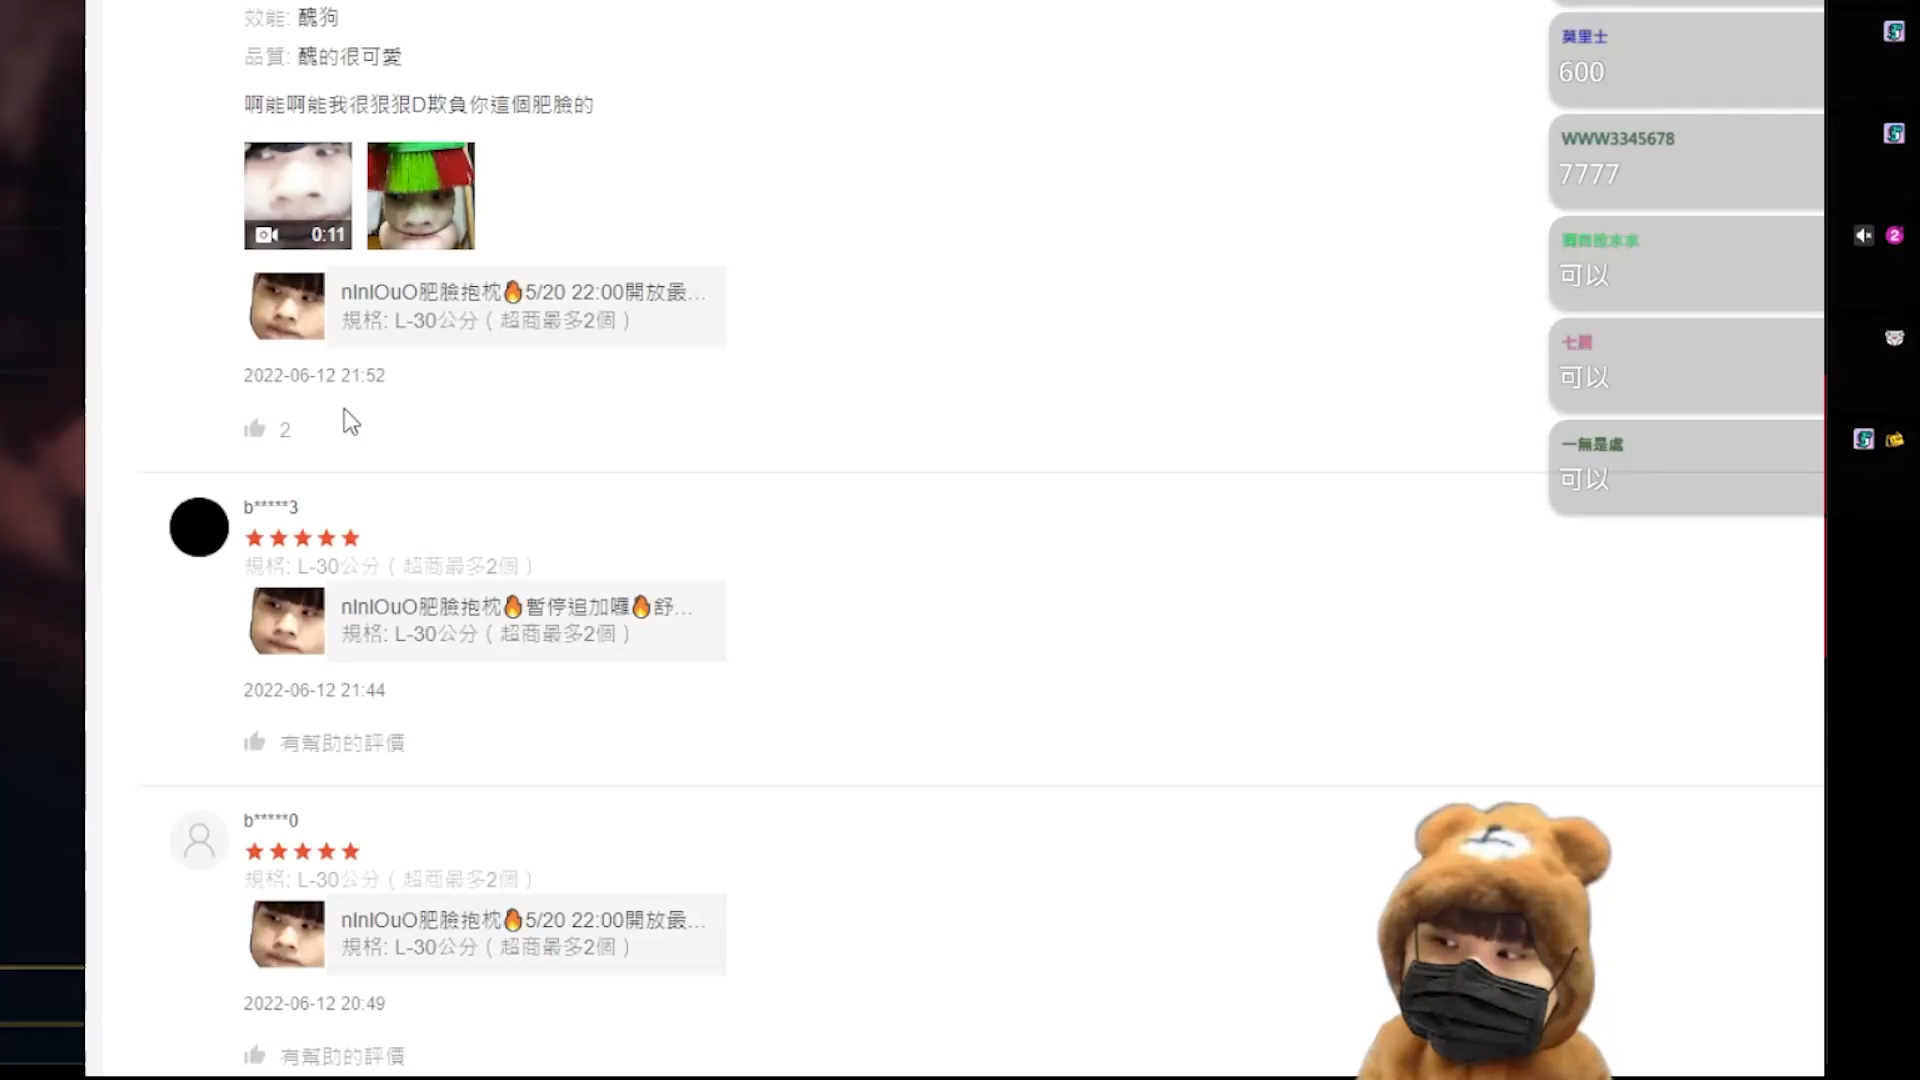 效能: 醜狗
品質: 醜的很可愛
啊能啊能我很狠狠D欺負你這個肥臉的
0:11
nInIOuO肥臉抱枕🔥5/20 22:00開放最...
規格: L-30公分 ( 超商最多2個 )
2022-06-12 21:52
2
b*****3
規格: L-30公分 ( 超商最多2個 )
nInIOuO肥臉抱枕🔥暫停追加囉🔥舒...
規格: L-30公分 ( 超商最多2個 )
2022-06-12 21:44
有幫助的評價
b*****0
規格: L-30公分 ( 超商最多2個 )
nInIOuO肥臉抱枕🔥5/20 22:00開放最...
規格: L-30公分 ( 超商最多2個 )
2022-06-12 20:49
有幫助的評價
莫里士
600
WWW3345678
7777
可以
七晨
可以
一無是處
可以
2